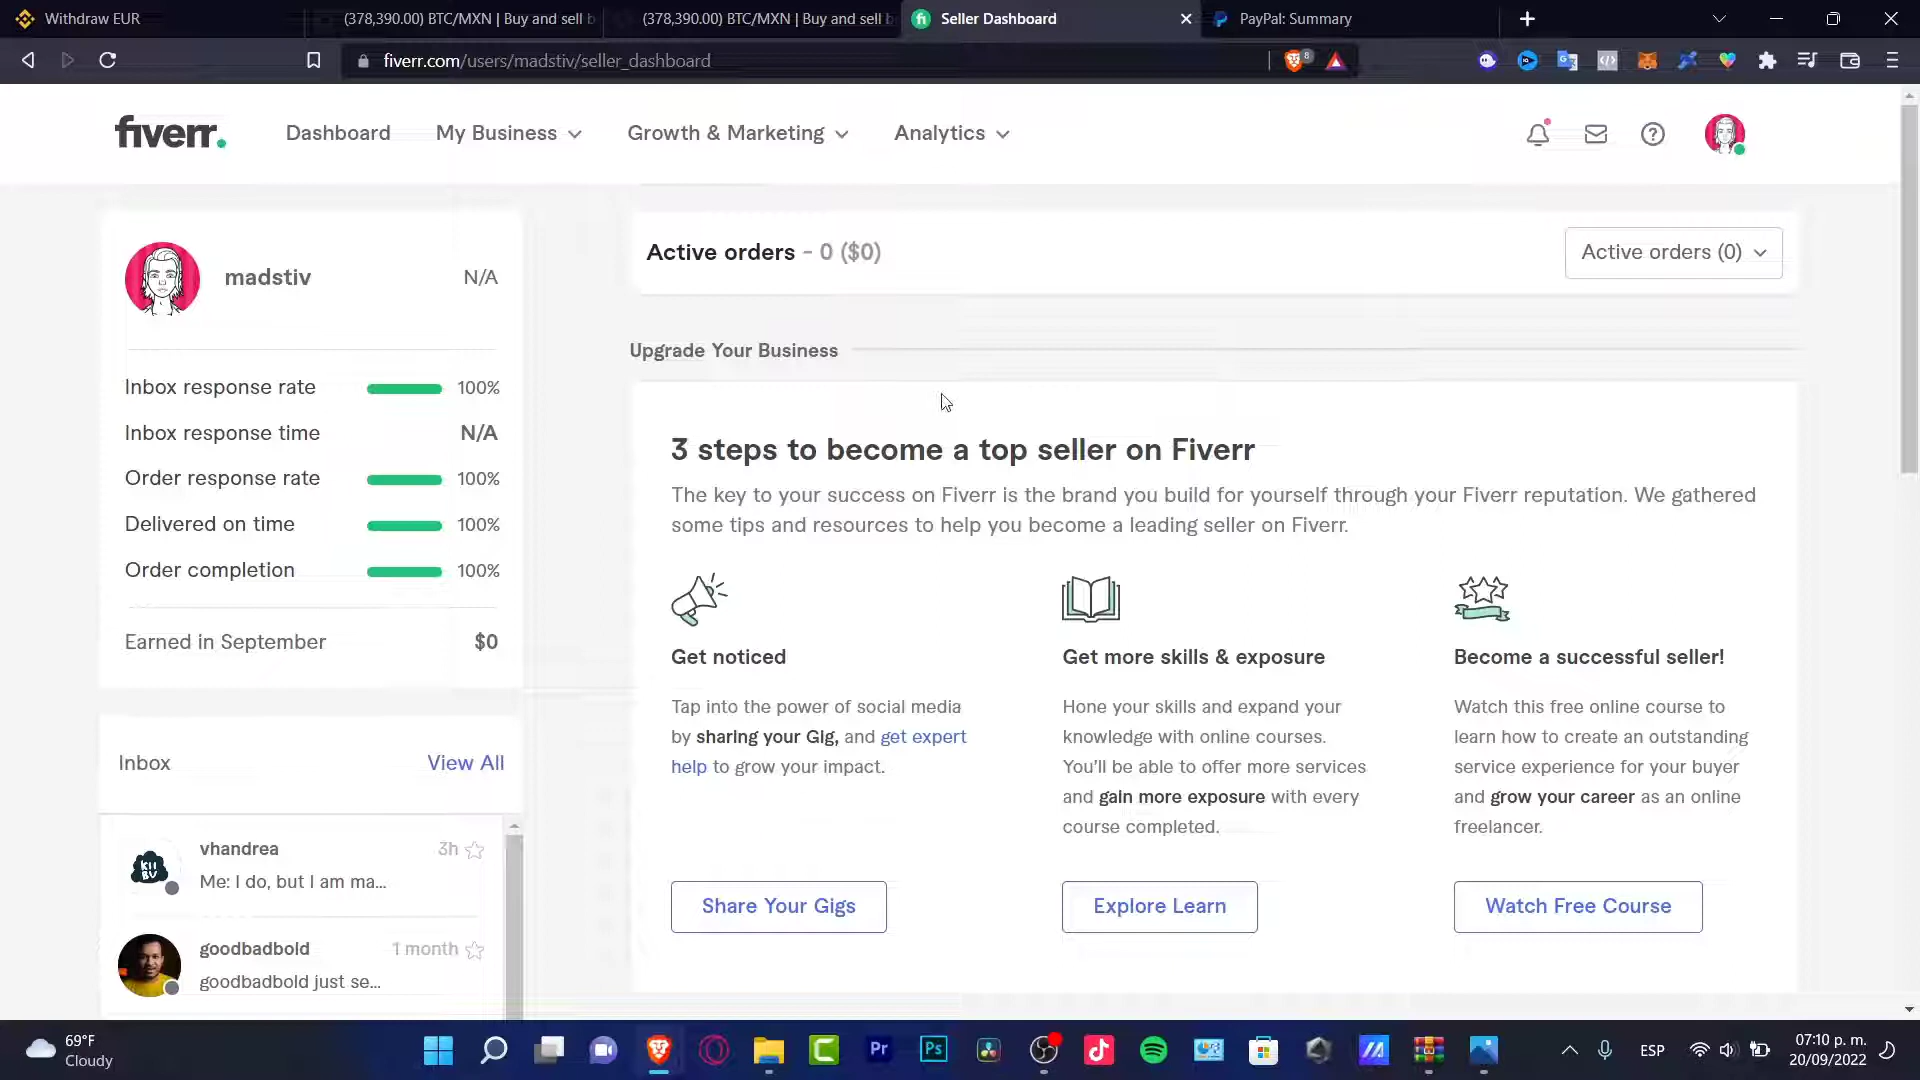 Withdraw EUR
(378,390.00) BTC/MXN | Buy and sell b
(378,390.00) BTC/MXN | Buy and sell b
Seller Dashboard
PayPal: Summary
fiverr.com/users/madstiv/seller_dashboard
8
fiverr.
Dashboard
My Business
Growth & Marketing
Analytics
madstiv
N/A
Inbox response rate
100%
Inbox response time
N/A
Order response rate
100%
Delivered on time
100%
Order completion
100%
Earned in September
$0
Inbox
View All
KII
BU
vhandrea
3h
Me: I do, but I am ma...
goodbadbold
1 month
goodbadbold just se...
Active orders - 0 ($0)
Active orders (0)
Upgrade Your Business
3 steps to become a top seller on Fiverr
The key to your success on Fiverr is the brand you build for yourself through your Fiverr reputation. We gathered
some tips and resources to help you become a leading seller on Fiverr.
Get noticed
Tap into the power of social media
by sharing your Gig, and get expert
help to grow your impact.
Share Your Gigs
Get more skills & exposure
Hone your skills and expand your
knowledge with online courses.
You'll be able to offer more services
and gain more exposure with every
course completed.
Explore Learn
Become a successful seller!
Watch this free online course to
learn how to create an outstanding
service experience for your buyer
and grow your career as an online
freelancer.
Watch Free Course
69°F
Cloudy
Pr
Ps
ESP
07:10 p. m.
20/09/2022